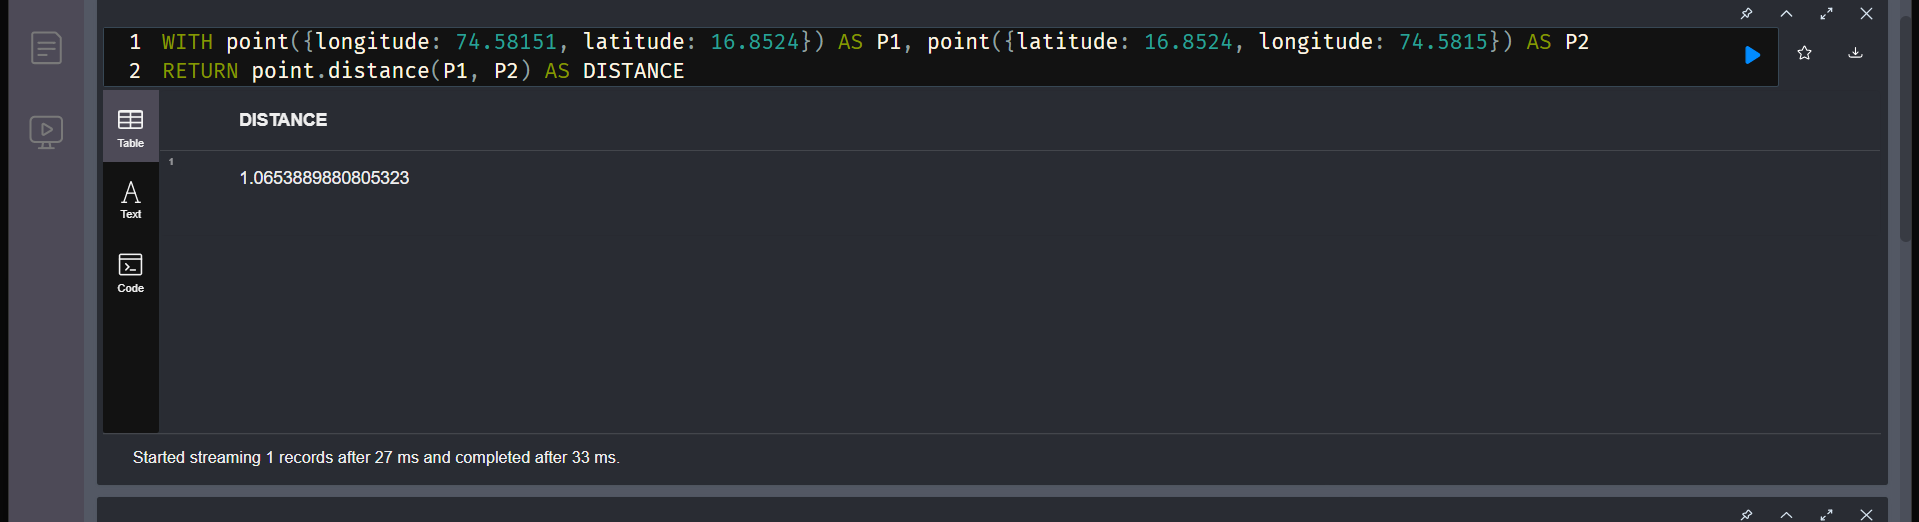 1 WITH point({longitude: 74.58151, latitude: 16.8524}) AS P1, point({latitude: 16.8524, longitude: 74.5815}) AS P2
2 RETURN point.distance(P1, P2) AS DISTANCE
Table
DISTANCE
1
1.0653889880805323
Text
Code
Started streaming 1 records after 27 ms and completed after 33 ms.